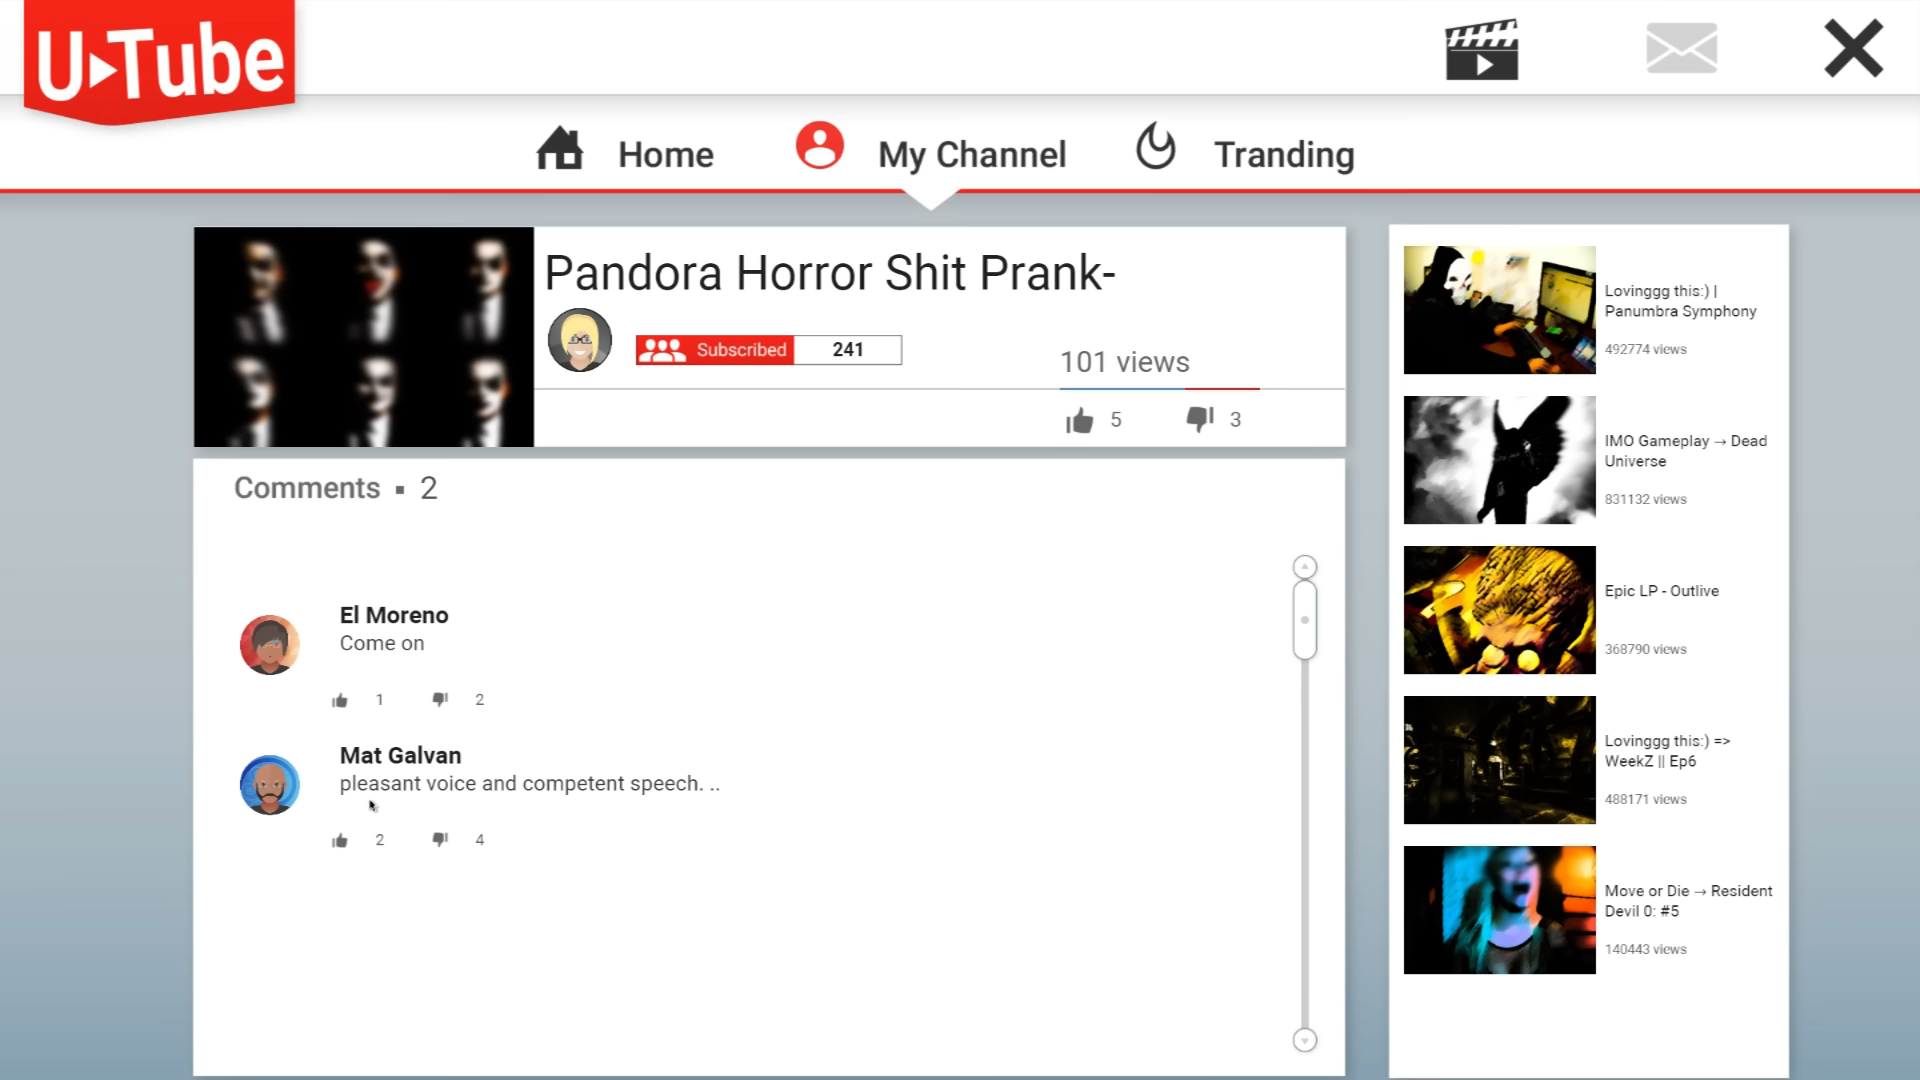 U Tube
Home
My Channel
Tranding
Pandora Horror Shit Prank-
Subscribed 241
101 views
5 3
Comments ▪ 2
El Moreno
Come on
1 2
Mat Galvan
pleasant voice and competent speech. ..
2 4
Lovinggg this:) |
Panumbra Symphony
492774 views
IMO Gameplay → Dead
Universe
831132 views
Epic LP - Outlive
368790 views
Lovinggg this:) =>
WeekZ || Ep6
488171 views
Move or Die → Resident
Devil 0: #5
140443 views